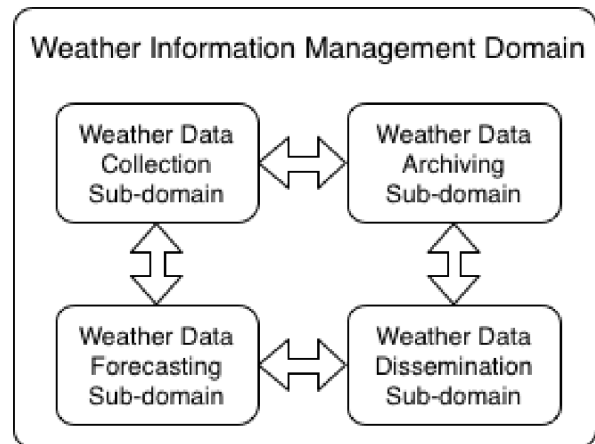 Weather Information Management Domain
Weather Data
Collection
Sub-domain
Weather Data
Archiving
Sub-domain
Weather Data
Forecasting
Sub-domain
Weather Data
Dissemination
Sub-domain